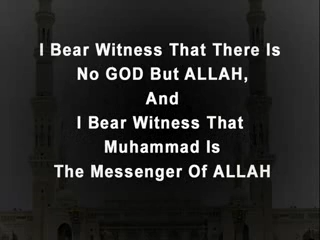 I Bear Witness That There Is
No GOD But ALLAH,
And
I Bear Witness That
Muhammad Is
The Messenger Of ALLAH